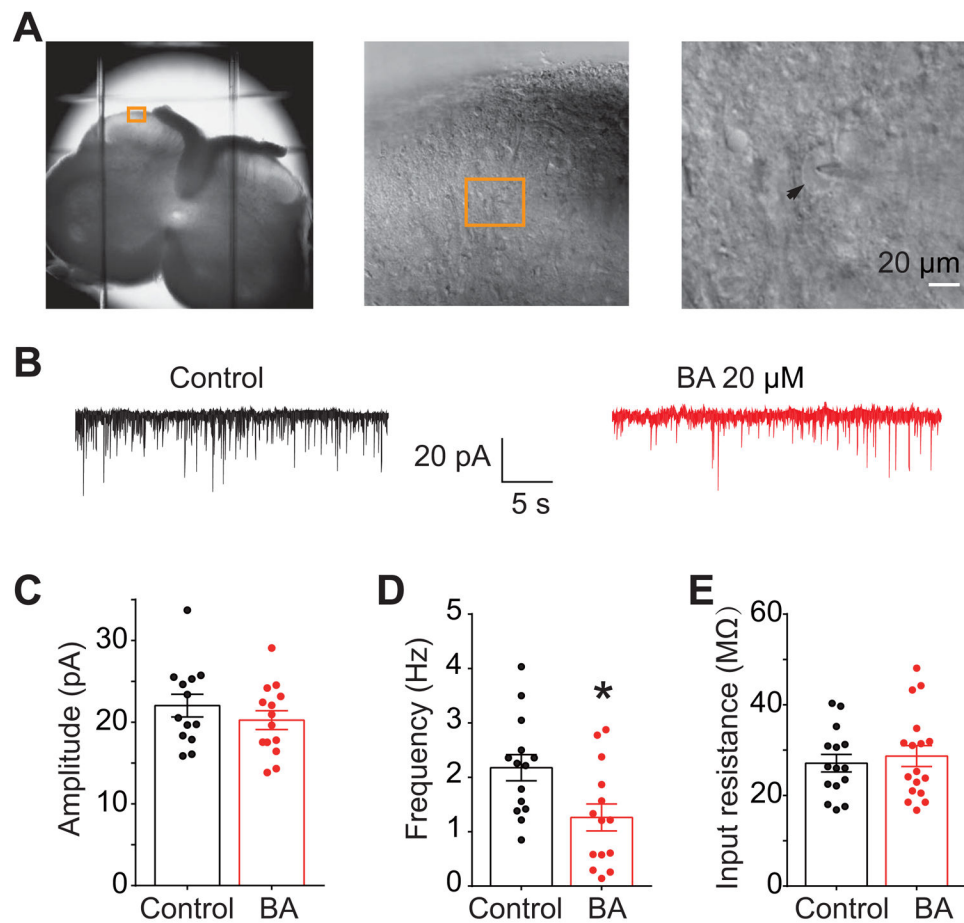 A
20 µm
B
Control
BA 20 µM
20 pA
5 s
C
Amplitude (pA)
30
20
10
0
Control BA
D
Frequency (Hz)
5
4
3
2
1
0
*
Control BA
E
Input resistance (MΩ)
60
40
20
0
Control BA